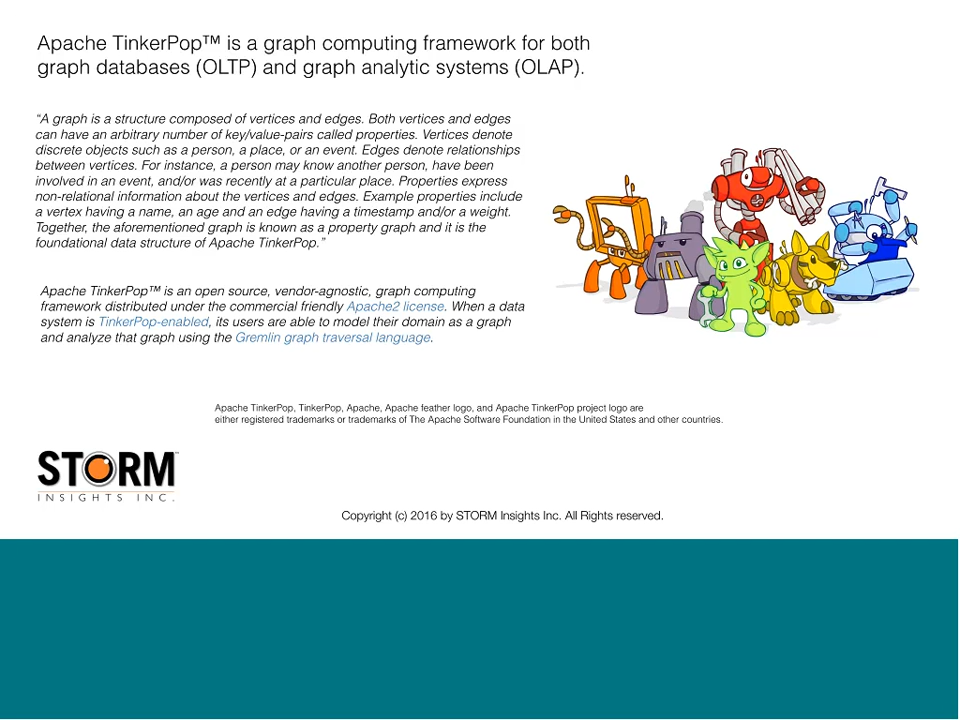 Apache TinkerPop™ is a graph computing framework for both
graph databases (OLTP) and graph analytic systems (OLAP).
“A graph is a structure composed of vertices and edges. Both vertices and edges
can have an arbitrary number of key/value-pairs called properties. Vertices denote
discrete objects such as a person, a place, or an event. Edges denote relationships
between vertices. For instance, a person may know another person, have been
involved in an event, and/or was recently at a particular place. Properties express
non-relational information about the vertices and edges. Example properties include
a vertex having a name, an age and an edge having a timestamp and/or a weight.
Together, the aforementioned graph is known as a property graph and it is the
foundational data structure of Apache TinkerPop.”
Apache TinkerPop™ is an open source, vendor-agnostic, graph computing
framework distributed under the commercial friendly Apache2 license. When a data
system is TinkerPop-enabled, its users are able to model their domain as a graph
and analyze that graph using the Gremlin graph traversal language.
Apache TinkerPop, TinkerPop, Apache, Apache feather logo, and Apache TinkerPop project logo are
either registered trademarks or trademarks of The Apache Software Foundation in the United States and other countries.
STORM™
INSIGHTS INC.
Copyright (c) 2016 by STORM Insights Inc. All Rights reserved.